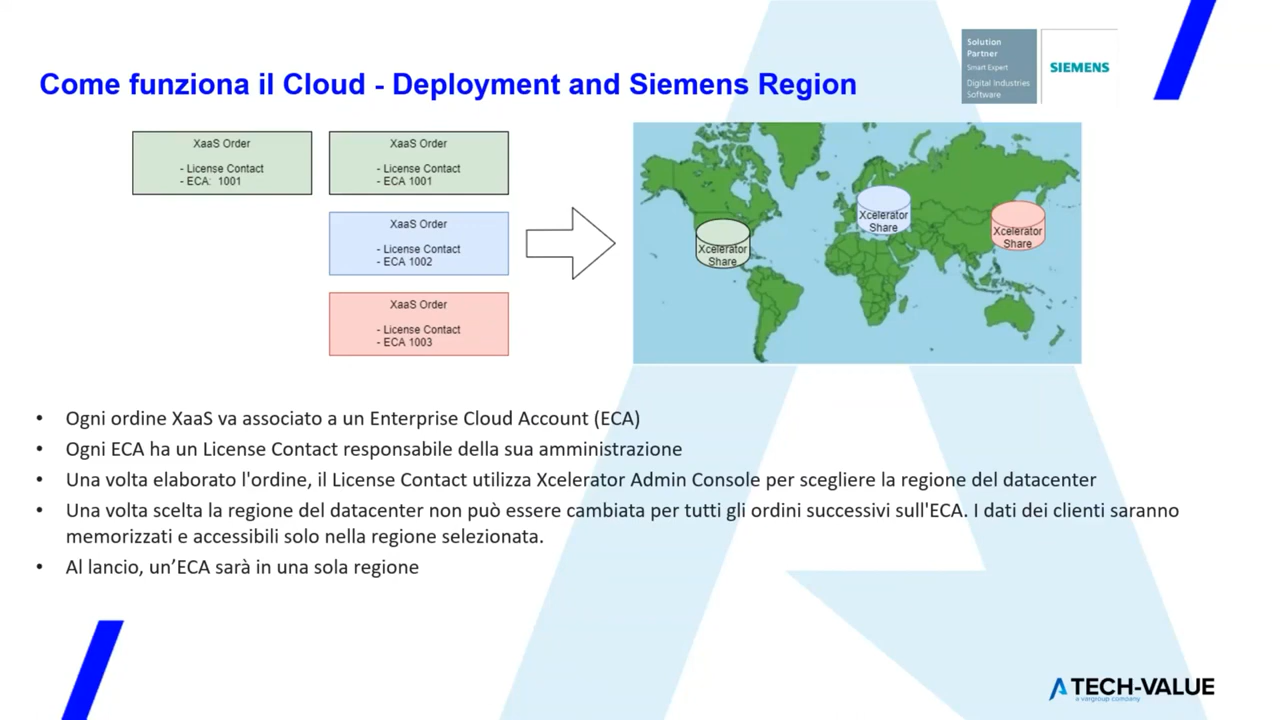 Solution
Partner
Smart Expert
Digital Industries
Software
SIEMENS
Come funziona il Cloud - Deployment and Siemens Region
XaaS Order
- License Contact
- ECA: 1001
XaaS Order
- License Contact
- ECA 1001
XaaS Order
- License Contact
- ECA 1002
XaaS Order
- License Contact
- ECA 1003
Xcelerator
Share
Xcelerator
Share
Xcelerator
Share
• Ogni ordine XaaS va associato a un Enterprise Cloud Account (ECA)
• Ogni ECA ha un License Contact responsabile della sua amministrazione
• Una volta elaborato l'ordine, il License Contact utilizza Xcelerator Admin Console per scegliere la regione del datacenter
• Una volta scelta la regione del datacenter non può essere cambiata per tutti gli ordini successivi sull'ECA. I dati dei clienti saranno
memorizzati e accessibili solo nella regione selezionata.
• Al lancio, un’ECA sarà in una sola regione
TECH-VALUE
a vargroup company